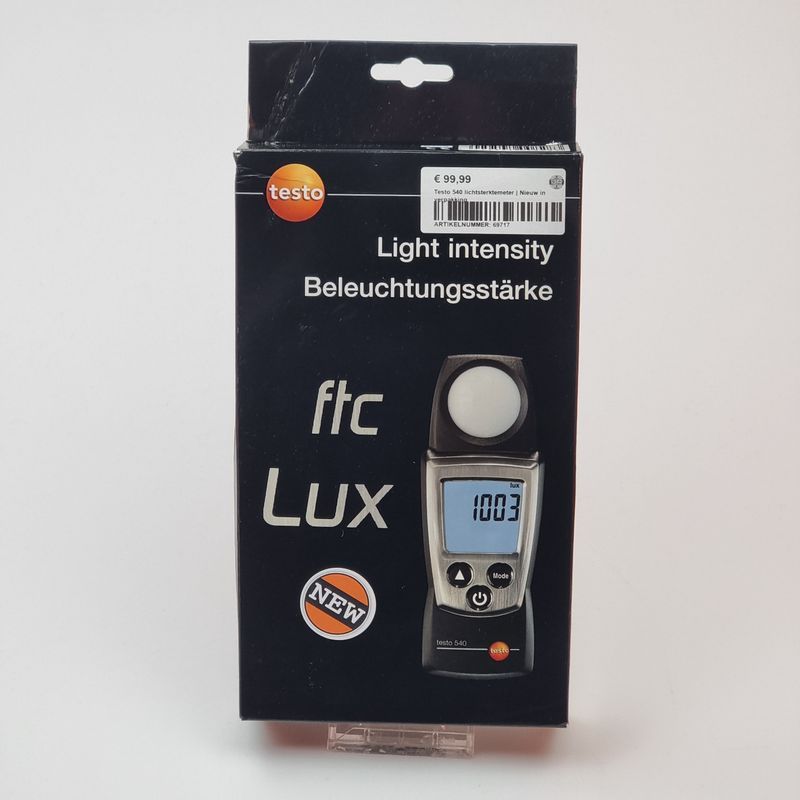 testo
€ 99,99
Testo 540 lichtsterktemeter | Nieuw in
verpakking
ARTIKELNUMMER: 69717
Light intensity
Beleuchtungsstärke
ftc
Lux
lux
1003
Mode
NEW
testo 540
testo